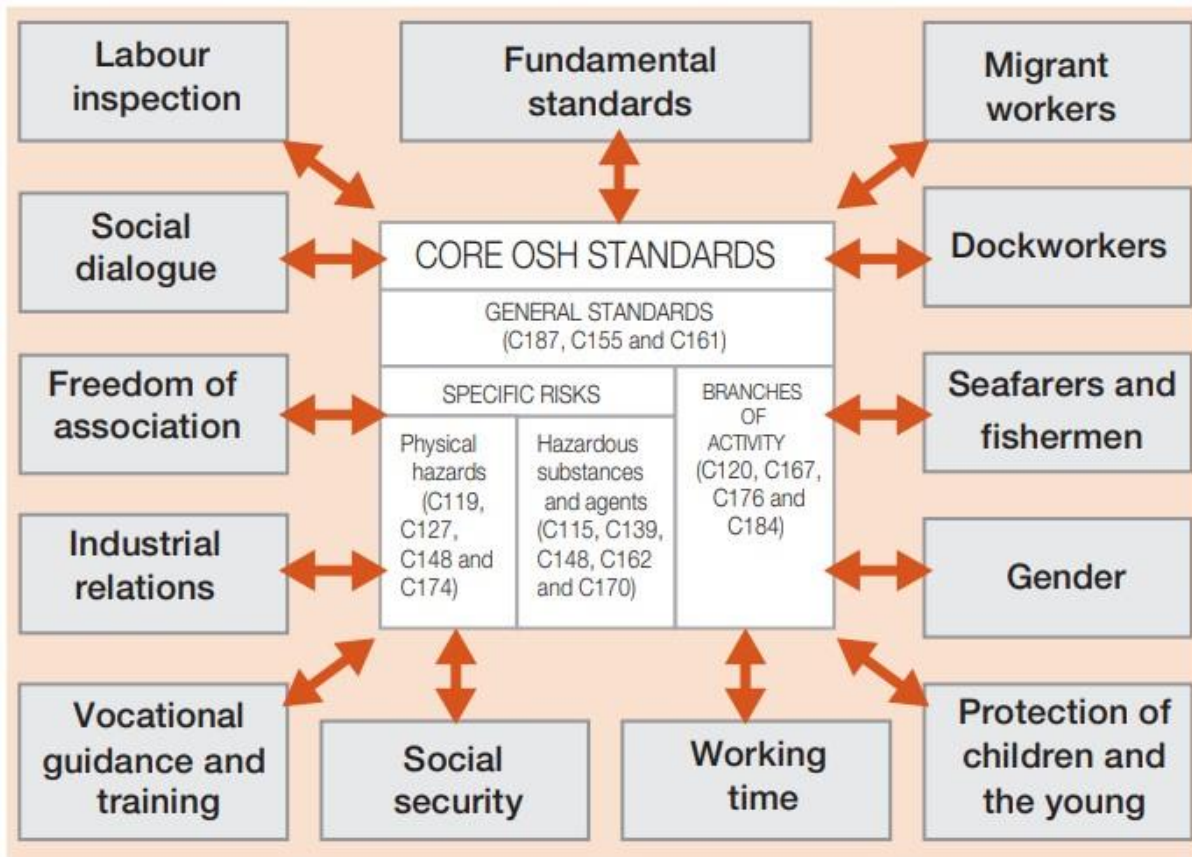 Labour
inspection
Fundamental
standards
Migrant
workers
Social
dialogue
Dockworkers
Freedom of
association
Seafarers and
fishermen
Industrial
relations
Gender
Vocational
guidance and
training
Social
security
Working
time
Protection of
children and
the young
CORE OSH STANDARDS
GENERAL STANDARDS
(C187, C155 and C161)
SPECIFIC RISKS
Physical
hazards
(C119,
C127,
C148 and
C174)
Hazardous
substances
and agents
(C115, C139,
C148, C162
and C170)
BRANCHES
OF
ACTIVITY
(C120, C167,
C176 and
C184)